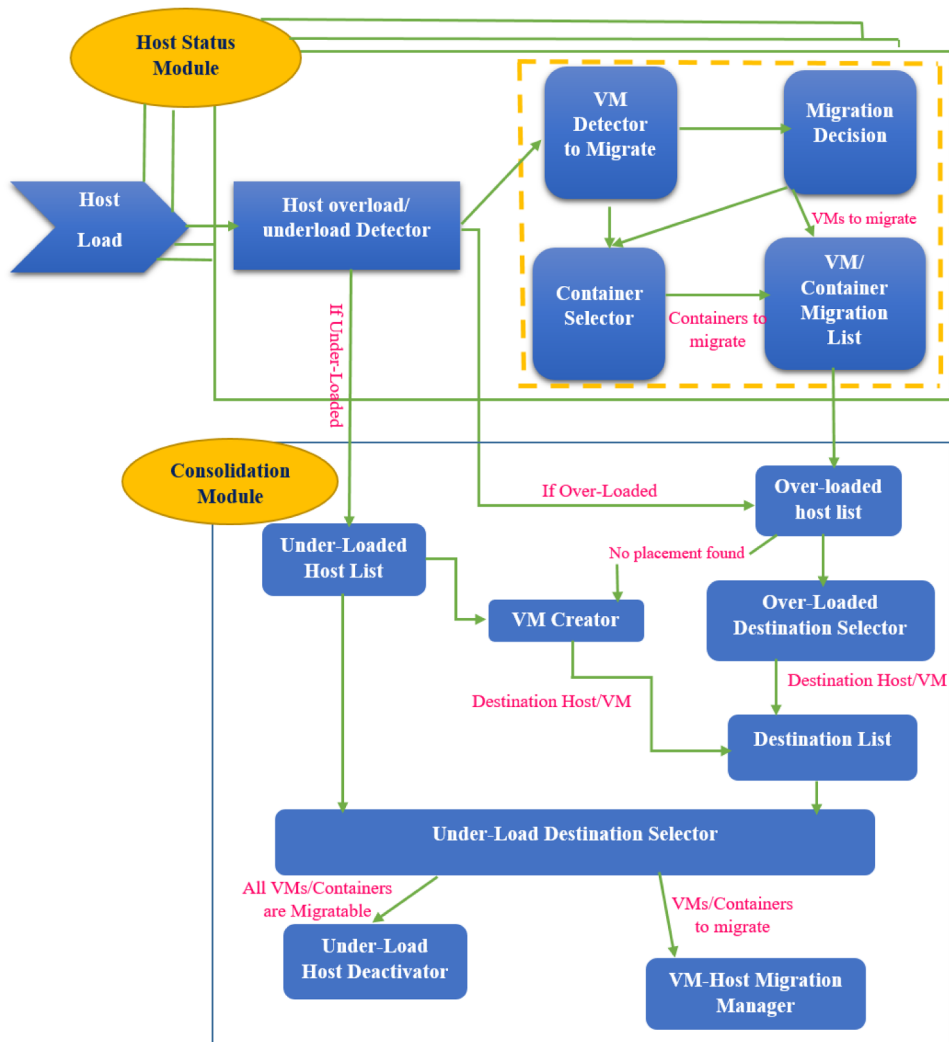 Host Status
Module
VM
Detector
to Migrate
Migration
Decision
Host
Load
Host overload/
underload Detector
VMs to migrate
Container
Selector
Containers to
migrate
VM/
Container
Migration
List
If Under-Loaded
Consolidation
Module
If Over-Loaded
Over-loaded
host list
Under-Loaded
Host List
No placement found
VM Creator
Over-Loaded
Destination Selector
Destination Host/VM
Destination Host/VM
Destination List
Under-Load Destination Selector
All VMs/Containers
are Migratable
VMs/Containers
to migrate
Under-Load
Host Deactivator
VM-Host Migration
Manager